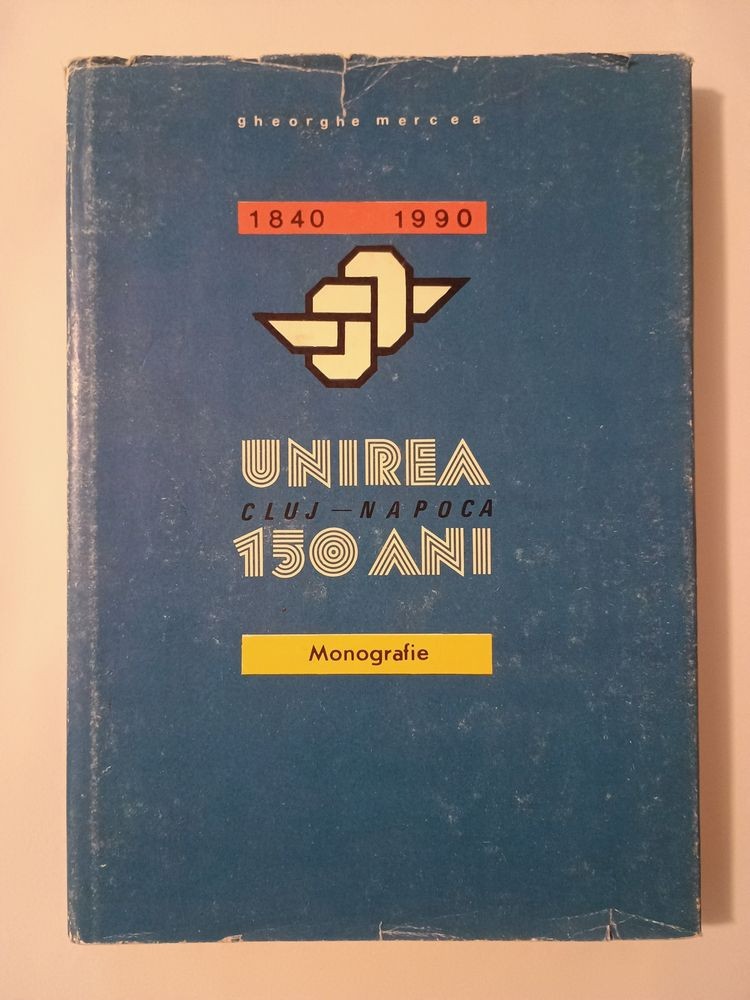 gheorghe mercea
1840 1990
UNIREA
CLUJ—NAPOCA
150 ANI
Monografie